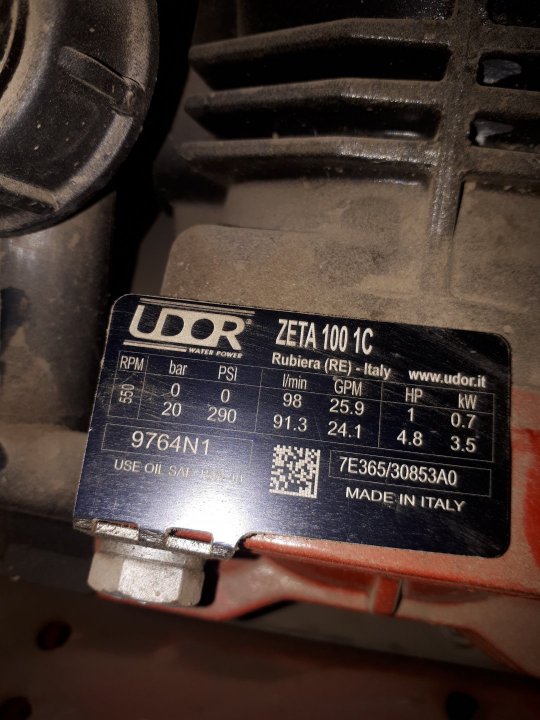 UDOR®
WATER POWER
ZETA 100 1C
Rubiera (RE) - Italy www.udor.it
RPM bar PSI l/min GPM HP kW
550 0 0 98 25.9 1 0.7
20 290 91.3 24.1 4.8 3.5
9764N1
7E365/30853A0
USE OIL
MADE IN ITALY